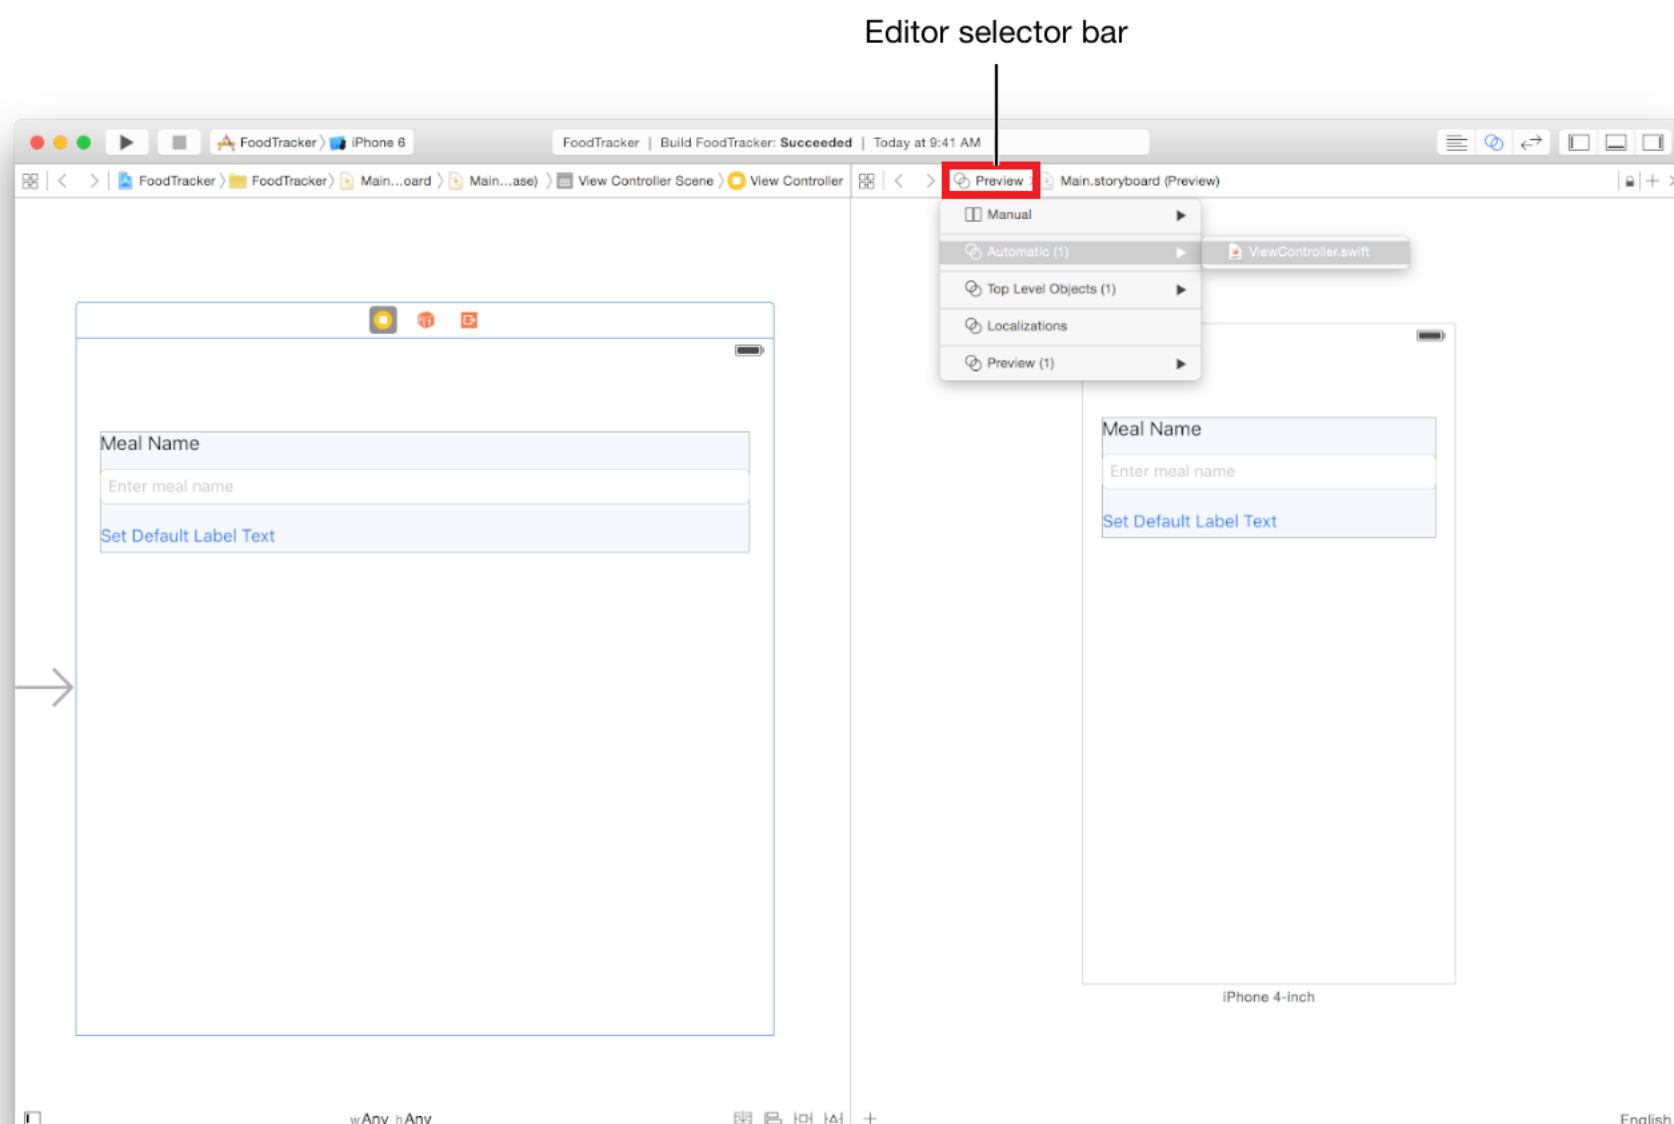 Editor selector bar
FoodTracker iPhone 6
FoodTracker | Build FoodTracker: Succeeded | Today at 9:41 AM
FoodTracker FoodTracker Main...oard Main...ase) View Controller Scene View Controller
Preview Main.storyboard (Preview)
Manual
Automatic (1) ViewController.swift
Top Level Objects (1)
Localizations
Preview (1)
Meal Name
Enter meal name
Set Default Label Text
Meal Name
Enter meal name
Set Default Label Text
iPhone 4-inch
wAny hAny
English